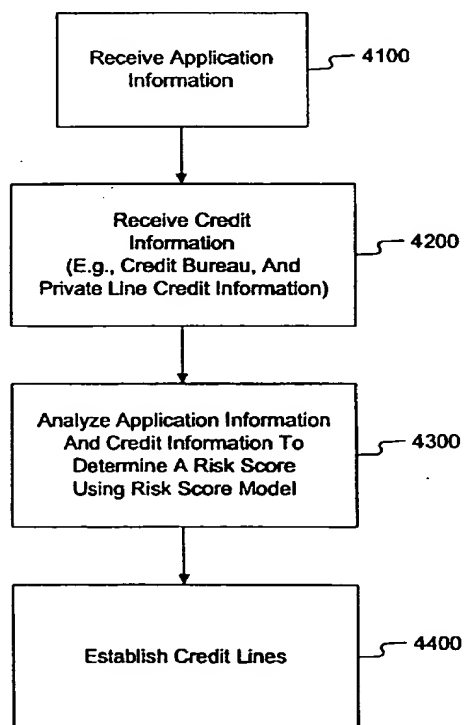 Receive Application
Information
4100
Receive Credit
Information
(E.g., Credit Bureau, And
Private Line Credit Information)
4200
Analyze Application Information
And Credit Information To
Determine A Risk Score
Using Risk Score Model
4300
Establish Credit Lines
4400